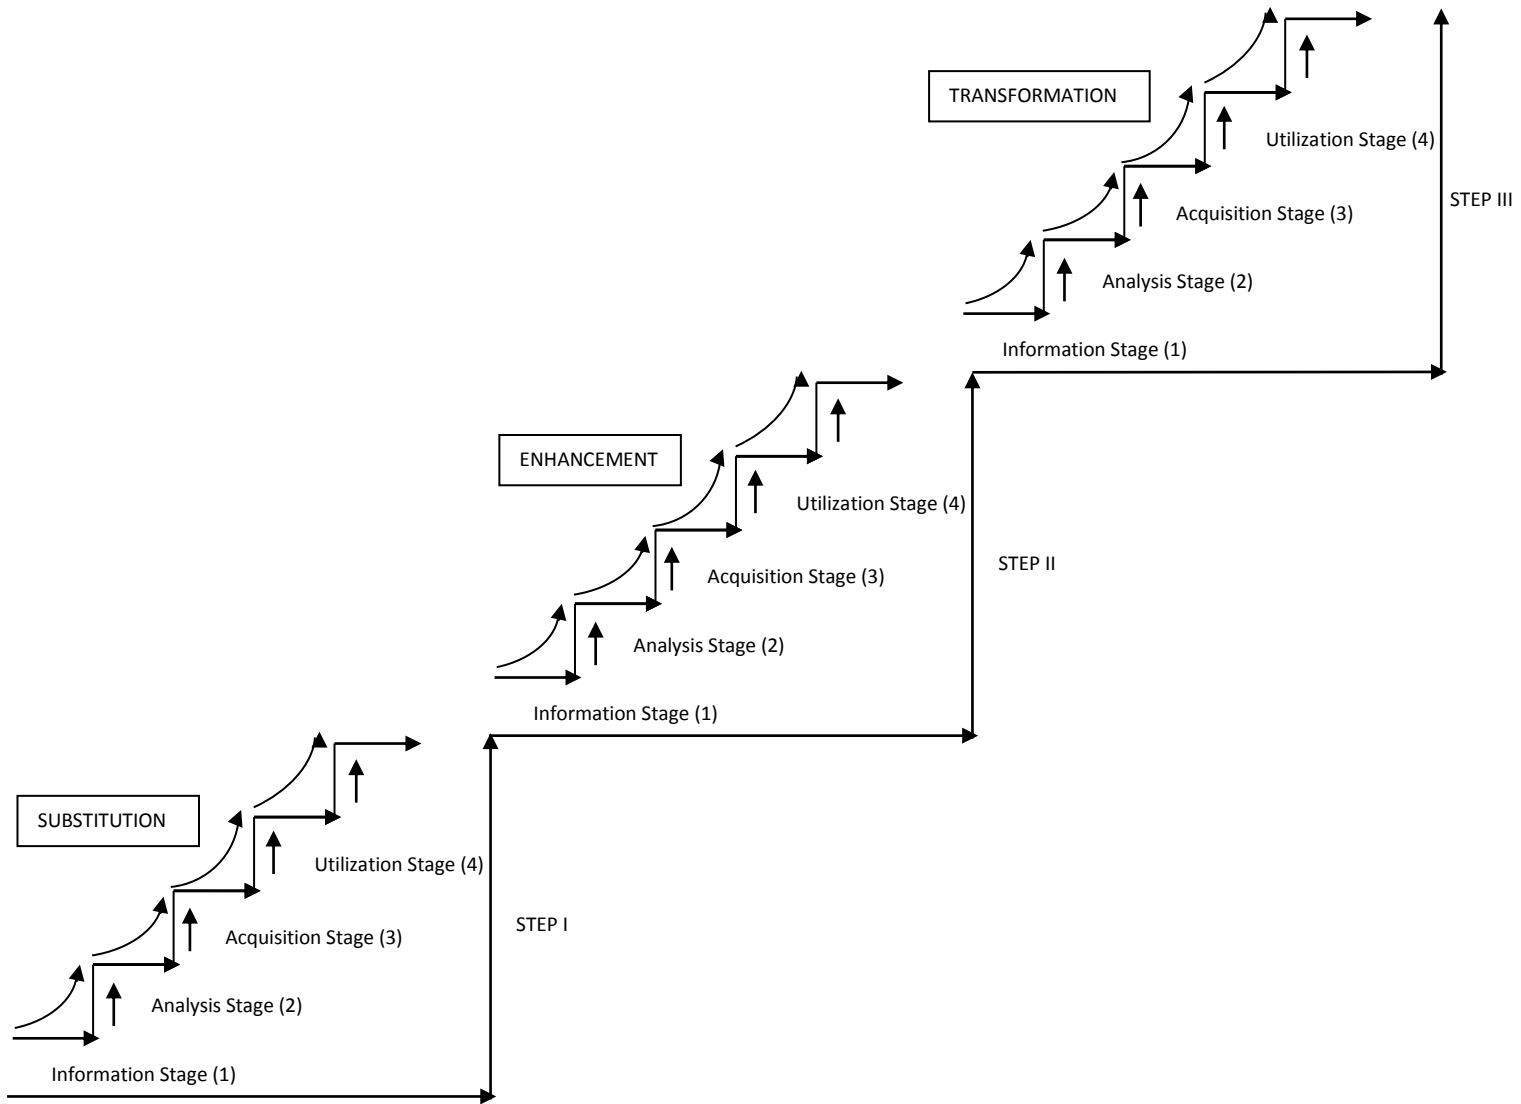 TRANSFORMATION
Utilization Stage (4)
STEP III
Acquisition Stage (3)
Analysis Stage (2)
Information Stage (1)
ENHANCEMENT
Utilization Stage (4)
STEP II
Acquisition Stage (3)
Analysis Stage (2)
Information Stage (1)
SUBSTITUTION
Utilization Stage (4)
STEP I
Acquisition Stage (3)
Analysis Stage (2)
Information Stage (1)